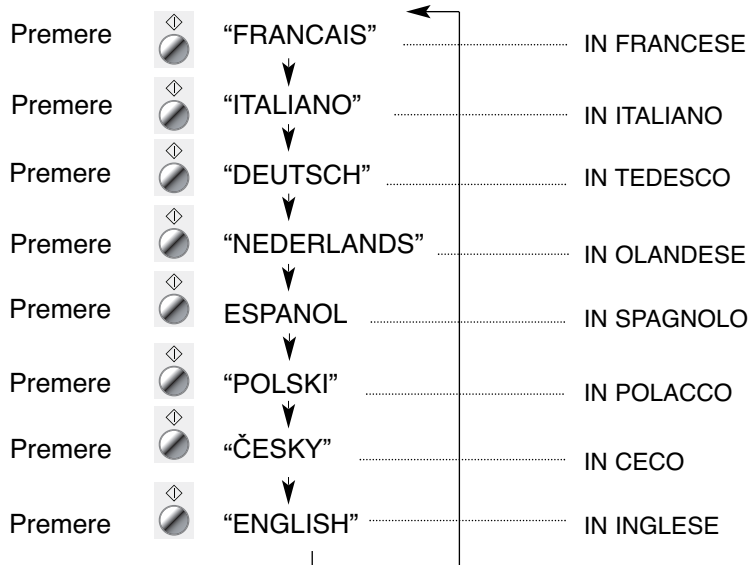 Premere “FRANCAIS” IN FRANCESE
Premere “ITALIANO” IN ITALIANO
Premere “DEUTSCH” IN TEDESCO
Premere “NEDERLANDS” IN OLANDESE
Premere ESPANOL IN SPAGNOLO
Premere “POLSKI” IN POLACCO
Premere “ČESKY” IN CECO
Premere “ENGLISH” IN INGLESE